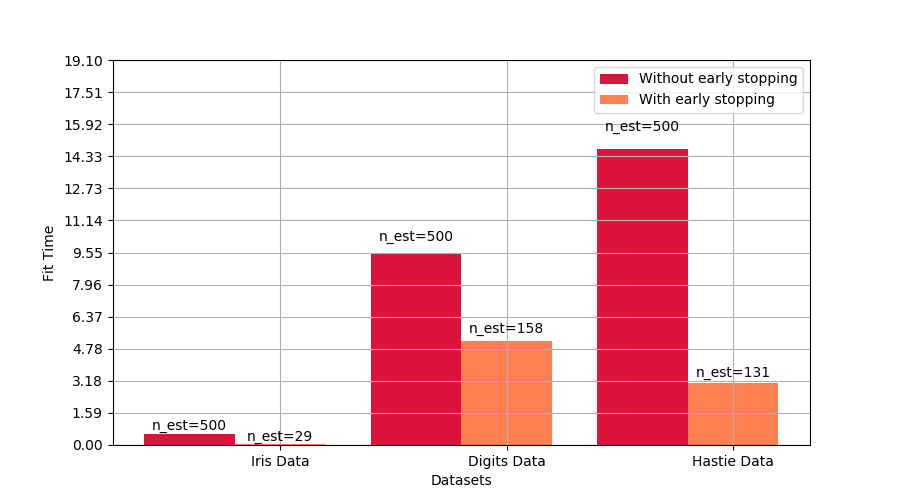 19.10
17.51
15.92
14.33
12.73
11.14
9.55
7.96
6.37
4.78
3.18
1.59
0.00
Fit Time
Without early stopping
With early stopping
n_est=500
n_est=29
n_est=500
n_est=158
n_est=500
n_est=131
Iris Data
Digits Data
Hastie Data
Datasets